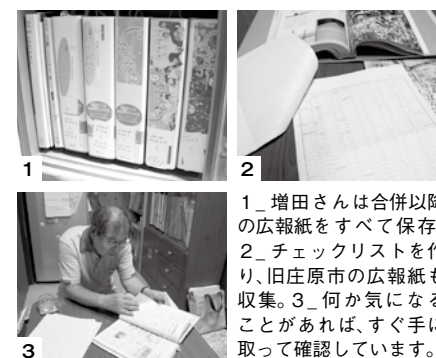 1
2
3
1_増田さんは合併以降
の広報紙をすべて保存。
2_チェックリストを作
り、旧庄原市の広報紙も
収集。3_何か気になる
ことがあれば、すぐ手に
取って確認しています。